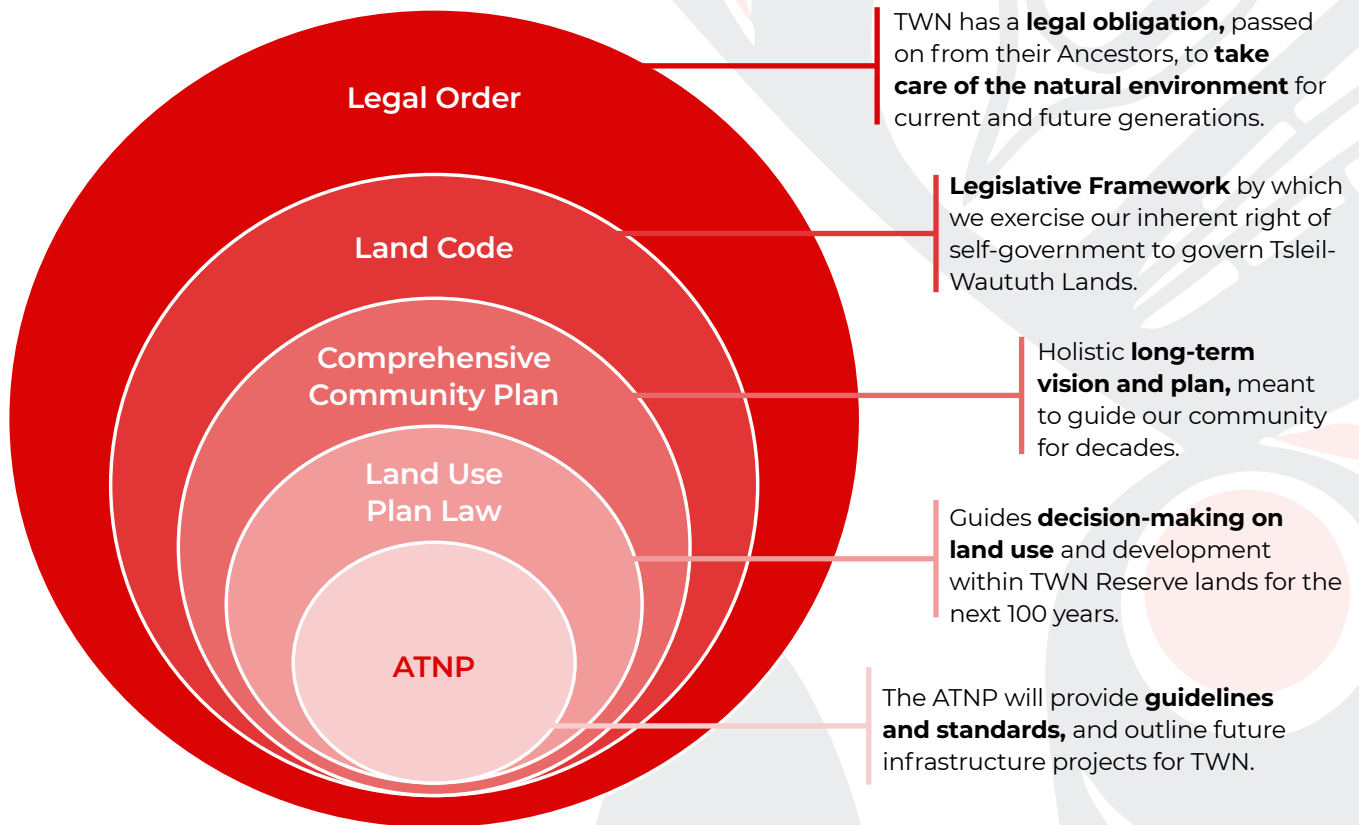 Legal Order
TWN has a legal obligation, passed
on from their Ancestors, to take
care of the natural environment for
current and future generations.
Land Code
Legislative Framework by which
we exercise our inherent right of
self-government to govern Tsleil-
Waututh Lands.
Comprehensive
Community Plan
Holistic long-term
vision and plan, meant
to guide our community
for decades.
Land Use
Plan Law
Guides decision-making on
land use and development
within TWN Reserve lands for the
next 100 years.
ATNP
The ATNP will provide guidelines
and standards, and outline future
infrastructure projects for TWN.